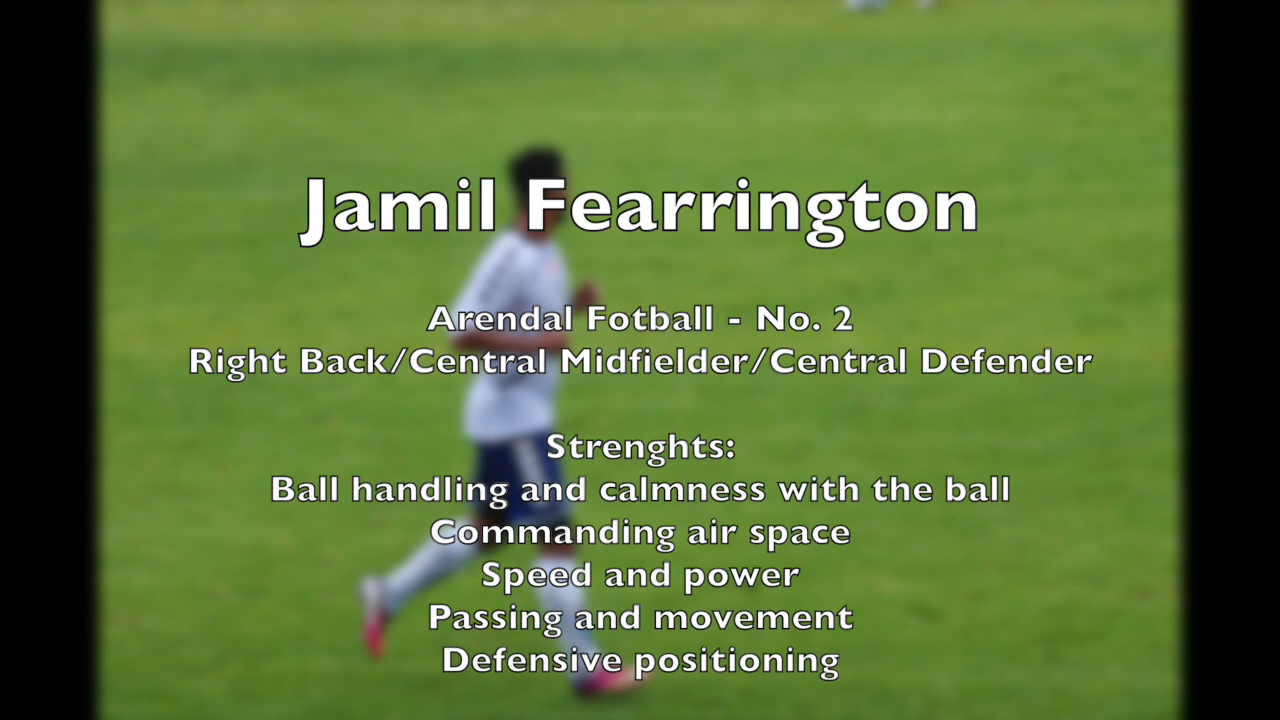 Jamil Fearrington
Arendal Fotball - No. 2
Right Back/Central Midfielder/Central Defender
Strenghts:
Ball handling and calmness with the ball
Commanding air space
Speed and power
Passing and movement
Defensive positioning